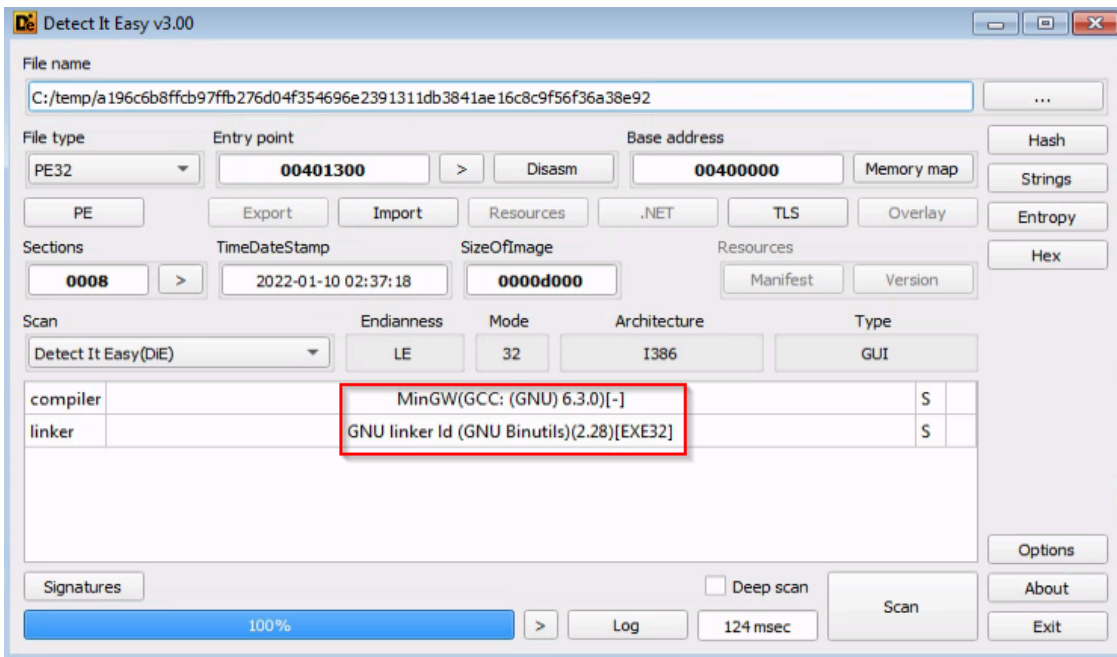 Detect It Easy v3.00
File name
C:/temp/a196c6b8ffcb97ffb276d04f354696e2391311db3841ae16c8c9f56f36a38e92
...
File type Entry point Base address
Hash
PE32 00401300 > Disasm 00400000 Memory map
Strings
PE Export Import Resources .NET TLS Overlay
Entropy
Sections TimeDateStamp SizeOfImage Resources
Hex
0008 > 2022-01-10 02:37:18 0000d000 Manifest Version
Scan Endianness Mode Architecture Type
Detect It Easy(DiE) LE 32 I386 GUI
compiler MinGW(GCC: (GNU) 6.3.0)[-] S
linker GNU linker ld (GNU Binutils)(2.28)[EXE32] S
Options
Signatures Deep scan Scan About
100% > Log 124 msec Exit